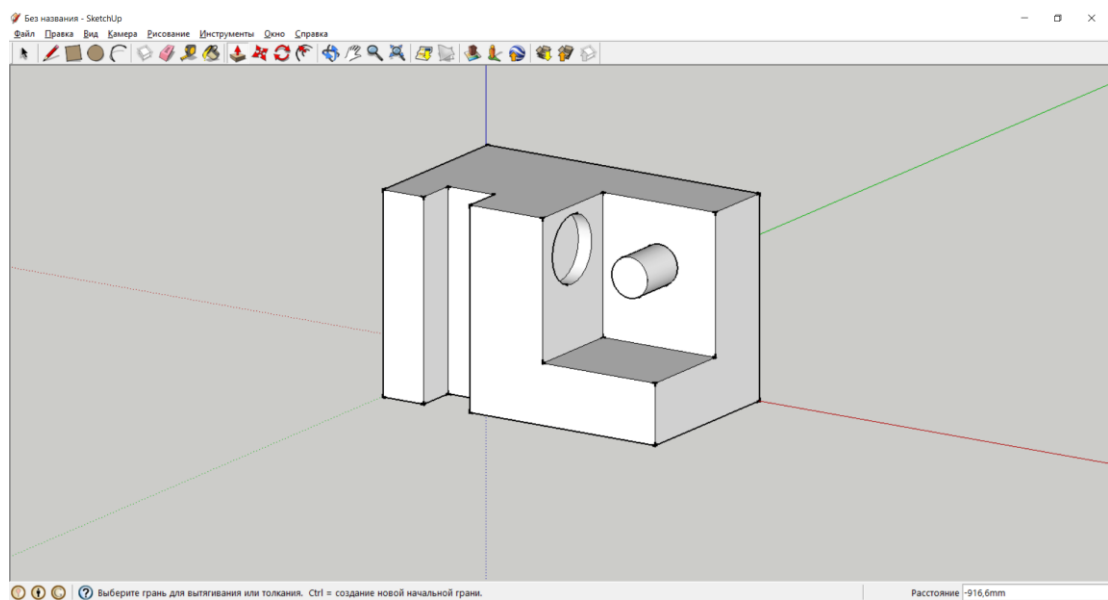 Без названия - SketchUp
Файл Правка Вид Камера Рисование Инструменты Окно Справка
Выберите грань для вытягивания или толкания. Ctrl = создание новой начальной грани. Расстояние -916,6mm